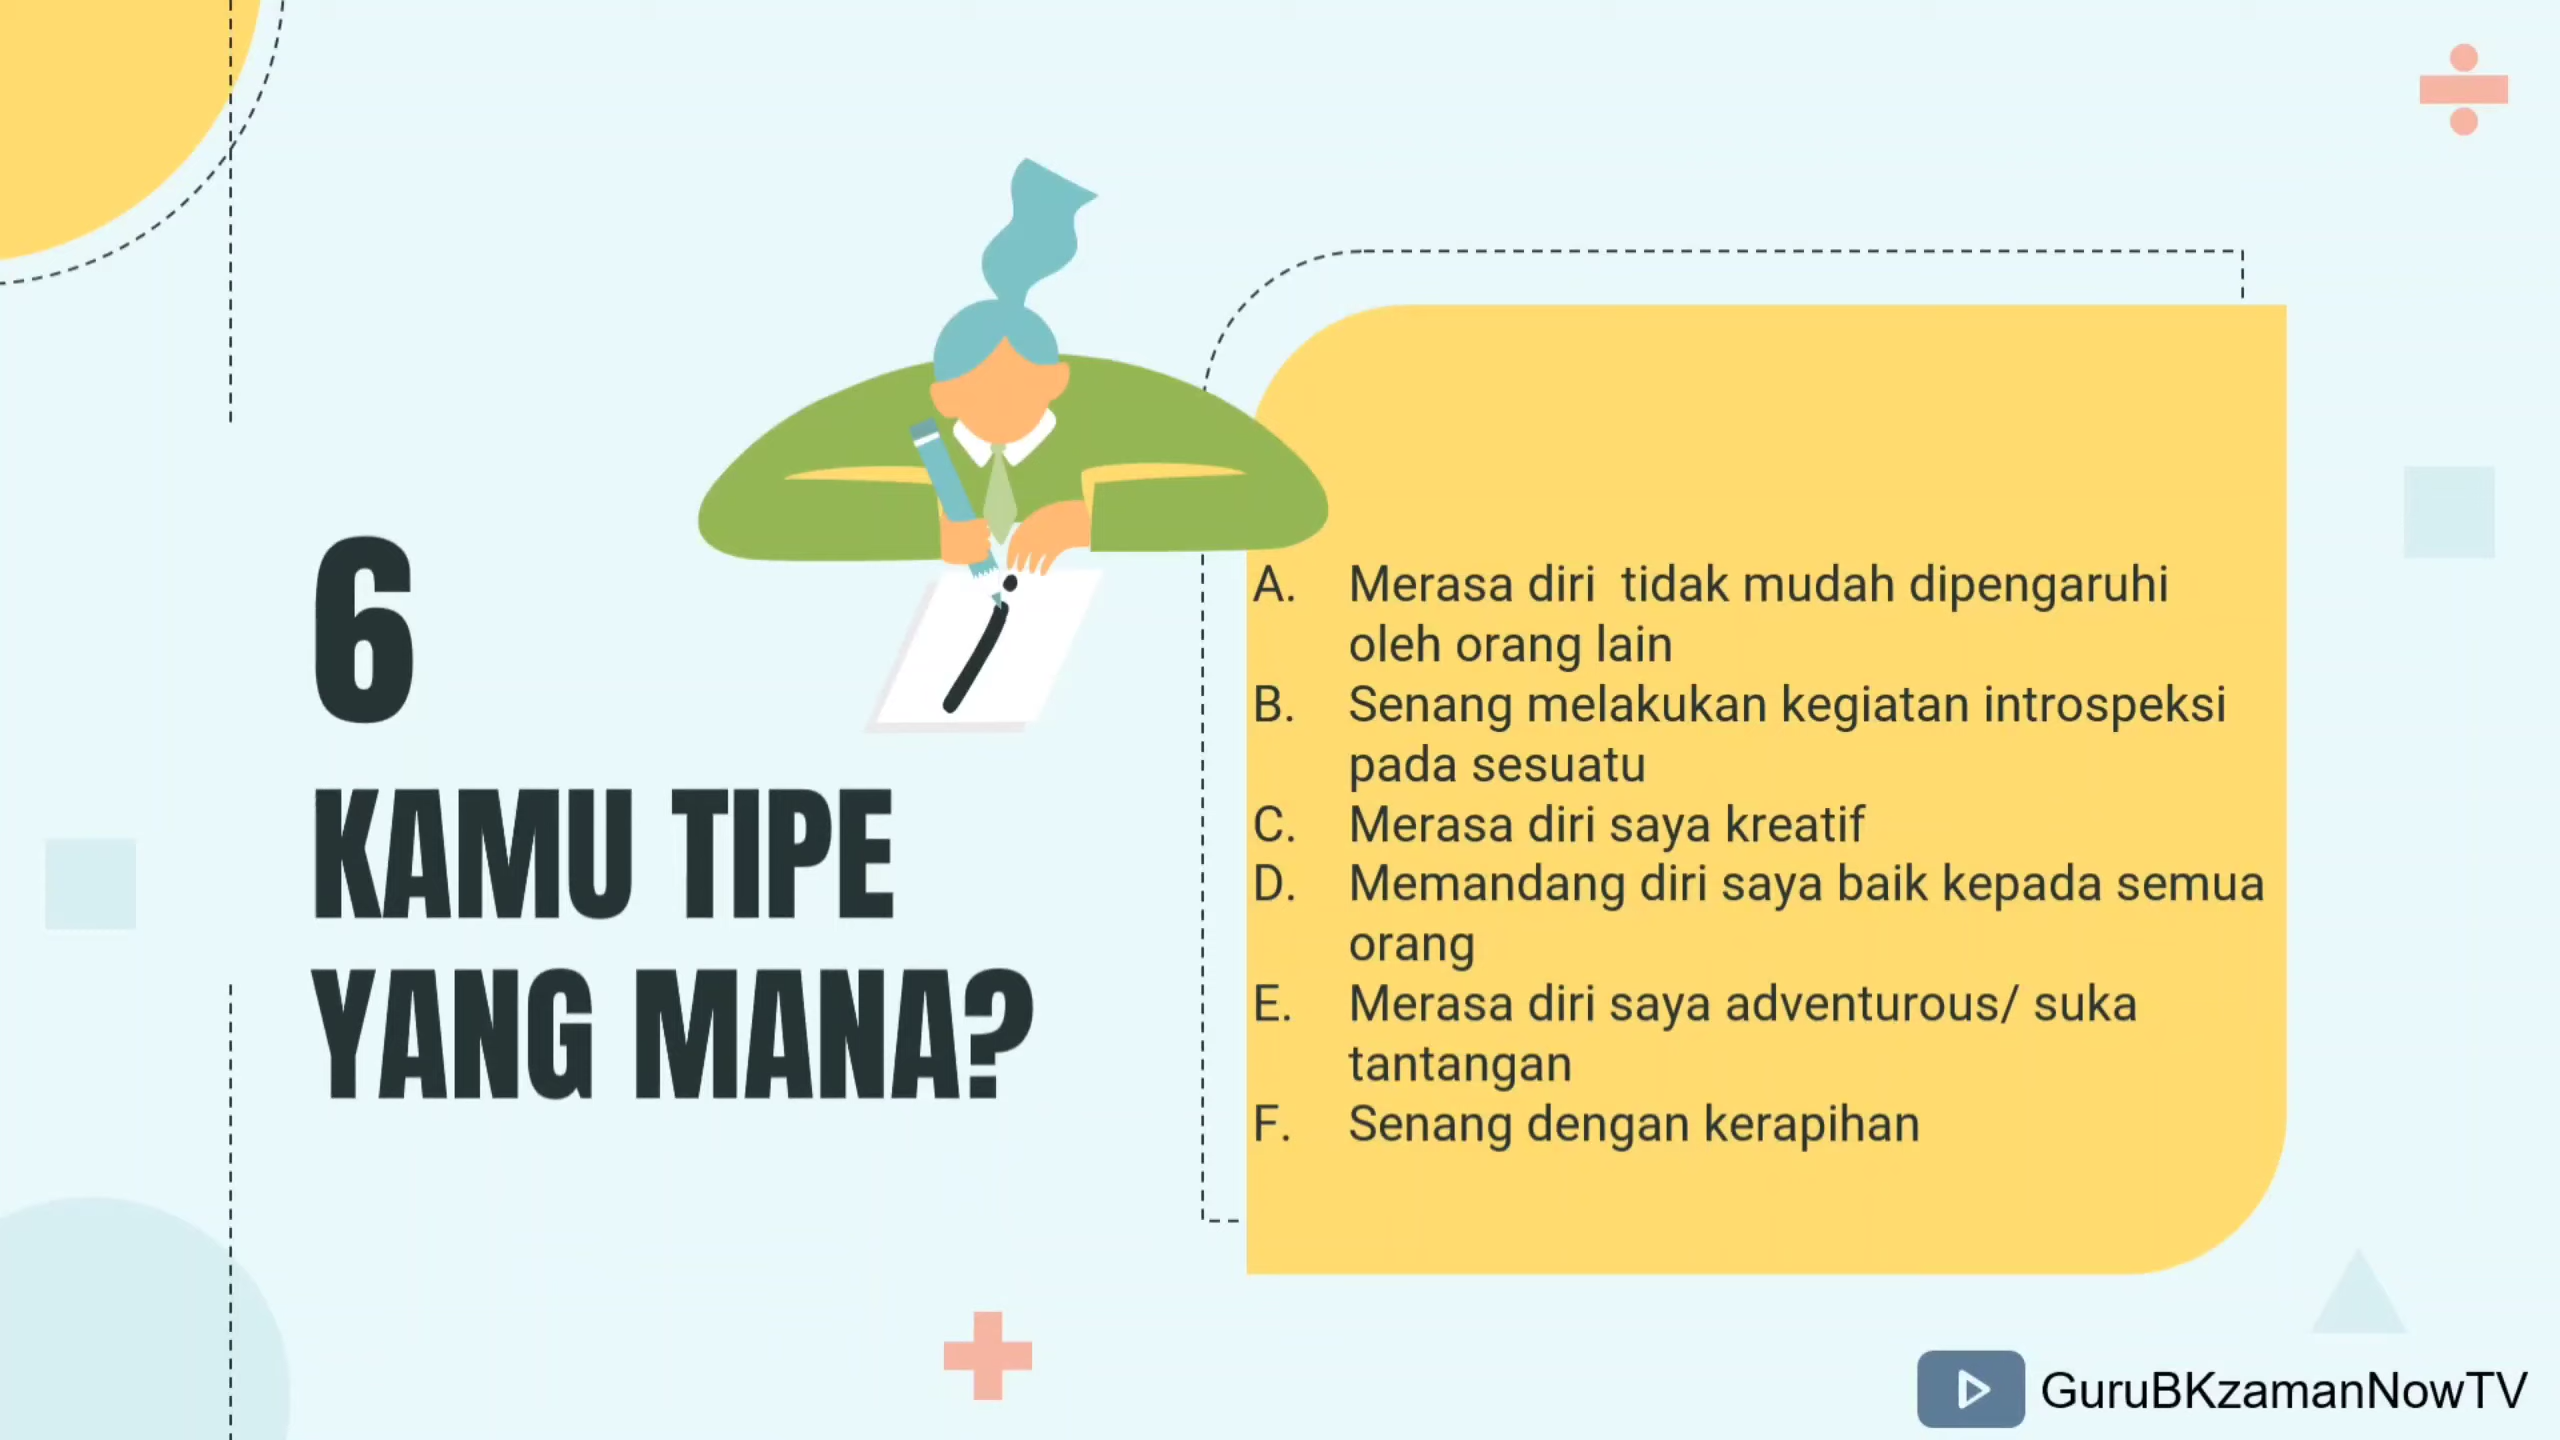 6
KAMU TIPE
YANG MANA?
A. Merasa diri  tidak mudah dipengaruhi
oleh orang lain
B. Senang melakukan kegiatan introspeksi
pada sesuatu
C. Merasa diri saya kreatif
D. Memandang diri saya baik kepada semua
orang
E. Merasa diri saya adventurous/ suka
tantangan
F. Senang dengan kerapihan
GuruBKzamanNowTV